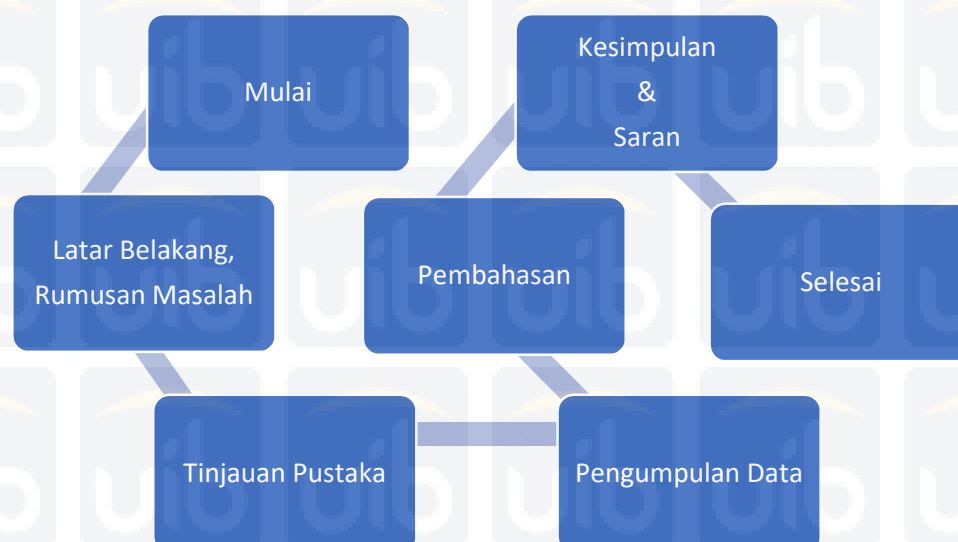 Mulai
Kesimpulan
&
Saran
Latar Belakang,
Rumusan Masalah
Pembahasan
Selesai
Tinjauan Pustaka
Pengumpulan Data